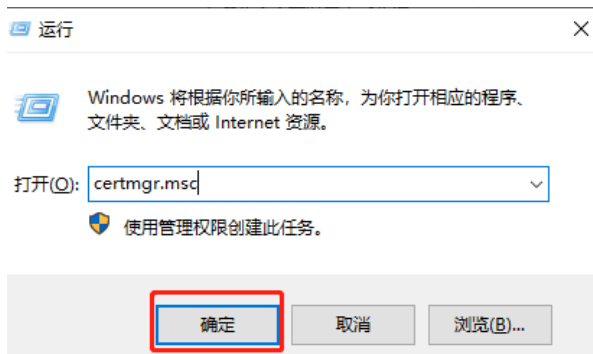 运行
Windows 将根据你所输入的名称，为你打开相应的程序、
文件夹、文档或 Internet 资源。
打开(O): certmgr.msc
使用管理权限创建此任务。
确定 取消 浏览(B)...